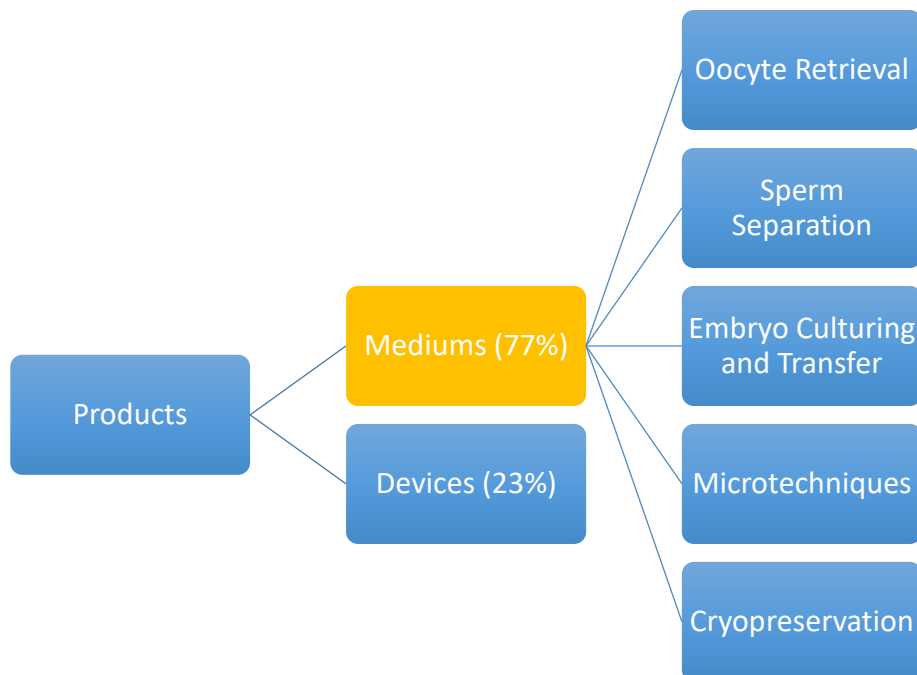 Products
Mediums (77%)
Devices (23%)
Oocyte Retrieval
Sperm
Separation
Embryo Culturing
and Transfer
Microtechniques
Cryopreservation